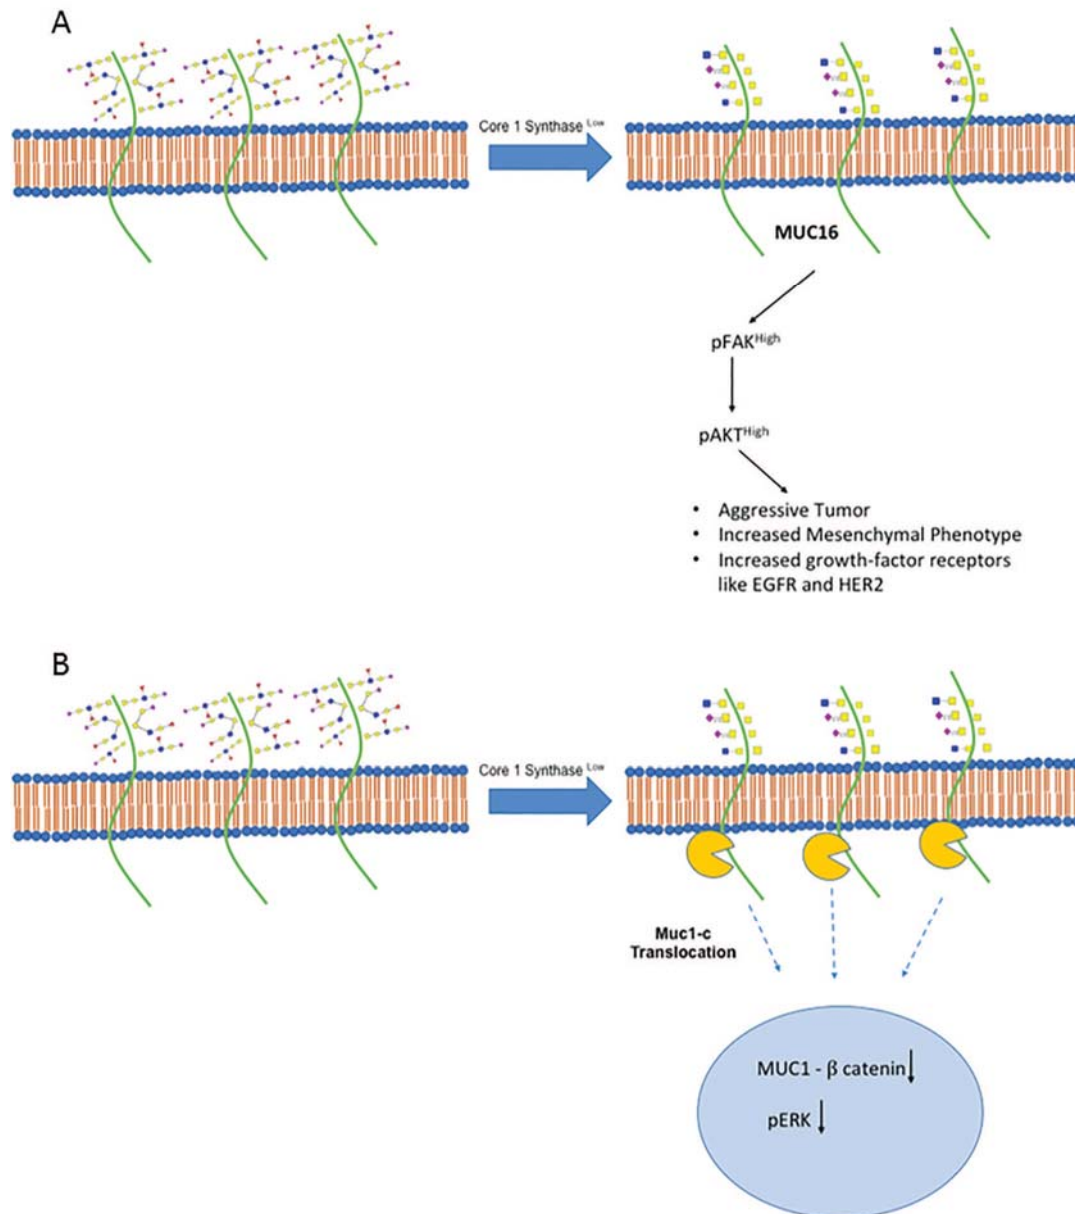 A
Core 1 Synthase Low
MUC16
pFAKHigh
pAKTHigh
• Aggressive Tumor
• Increased Mesenchymal Phenotype
• Increased growth-factor receptors
like EGFR and HER2
B
Core 1 Synthase Low
Muc1-c
Translocation
MUC1 - β catenin
pERK